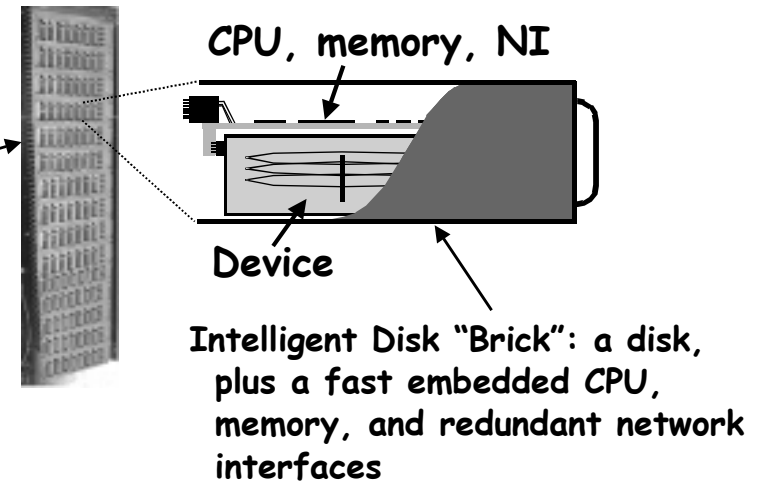 CPU, memory, NI
Device
Intelligent Disk “Brick”: a disk,
plus a fast embedded CPU,
memory, and redundant network
interfaces